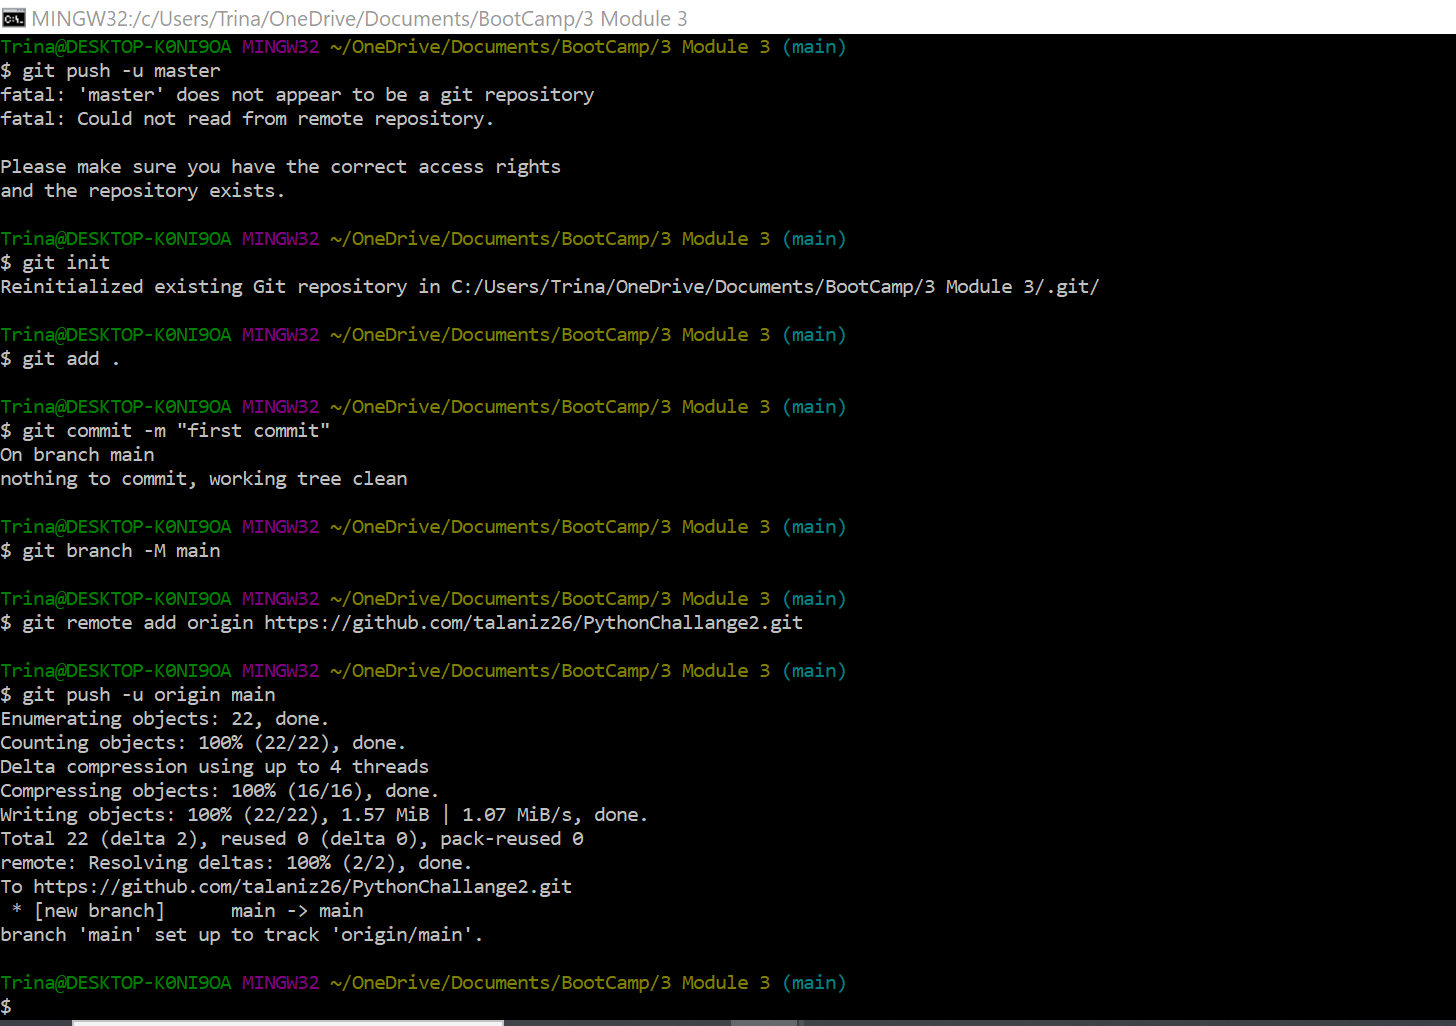 MINGW32:/c/Users/Trina/OneDrive/Documents/BootCamp/3 Module 3
Trina@DESKTOP-K0NI9OA MINGW32 ~/OneDrive/Documents/BootCamp/3 Module 3 (main)
$ git push -u master
fatal: 'master' does not appear to be a git repository
fatal: Could not read from remote repository.
Please make sure you have the correct access rights
and the repository exists.
Trina@DESKTOP-K0NI9OA MINGW32 ~/OneDrive/Documents/BootCamp/3 Module 3 (main)
$ git init
Reinitialized existing Git repository in C:/Users/Trina/OneDrive/Documents/BootCamp/3 Module 3/.git/
Trina@DESKTOP-K0NI9OA MINGW32 ~/OneDrive/Documents/BootCamp/3 Module 3 (main)
$ git add .
Trina@DESKTOP-K0NI9OA MINGW32 ~/OneDrive/Documents/BootCamp/3 Module 3 (main)
$ git commit -m "first commit"
On branch main
nothing to commit, working tree clean
Trina@DESKTOP-K0NI9OA MINGW32 ~/OneDrive/Documents/BootCamp/3 Module 3 (main)
$ git branch -M main
Trina@DESKTOP-K0NI9OA MINGW32 ~/OneDrive/Documents/BootCamp/3 Module 3 (main)
$ git remote add origin https://github.com/talaniz26/PythonChallange2.git
Trina@DESKTOP-K0NI9OA MINGW32 ~/OneDrive/Documents/BootCamp/3 Module 3 (main)
$ git push -u origin main
Enumerating objects: 22, done.
Counting objects: 100% (22/22), done.
Delta compression using up to 4 threads
Compressing objects: 100% (16/16), done.
Writing objects: 100% (22/22), 1.57 MiB | 1.07 MiB/s, done.
Total 22 (delta 2), reused 0 (delta 0), pack-reused 0
remote: Resolving deltas: 100% (2/2), done.
To https://github.com/talaniz26/PythonChallange2.git
 * [new branch]      main -> main
branch 'main' set up to track 'origin/main'.
Trina@DESKTOP-K0NI9OA MINGW32 ~/OneDrive/Documents/BootCamp/3 Module 3 (main)
$